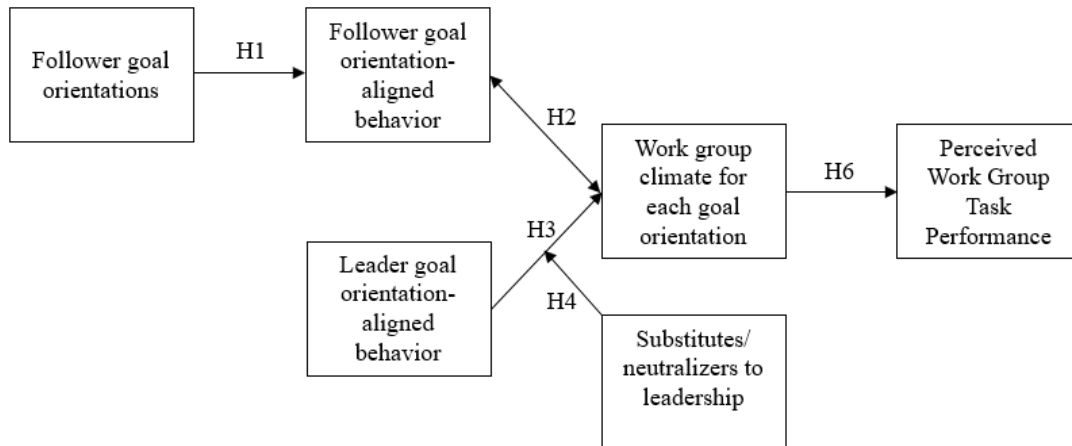 Follower goal
orientations
H1
Follower goal
orientation-
aligned
behavior
H2
Work group
climate for
each goal
orientation
H6
Perceived
Work Group
Task
Performance
H3
Leader goal
orientation-
aligned
behavior
H4
Substitutes/
neutralizers to
leadership